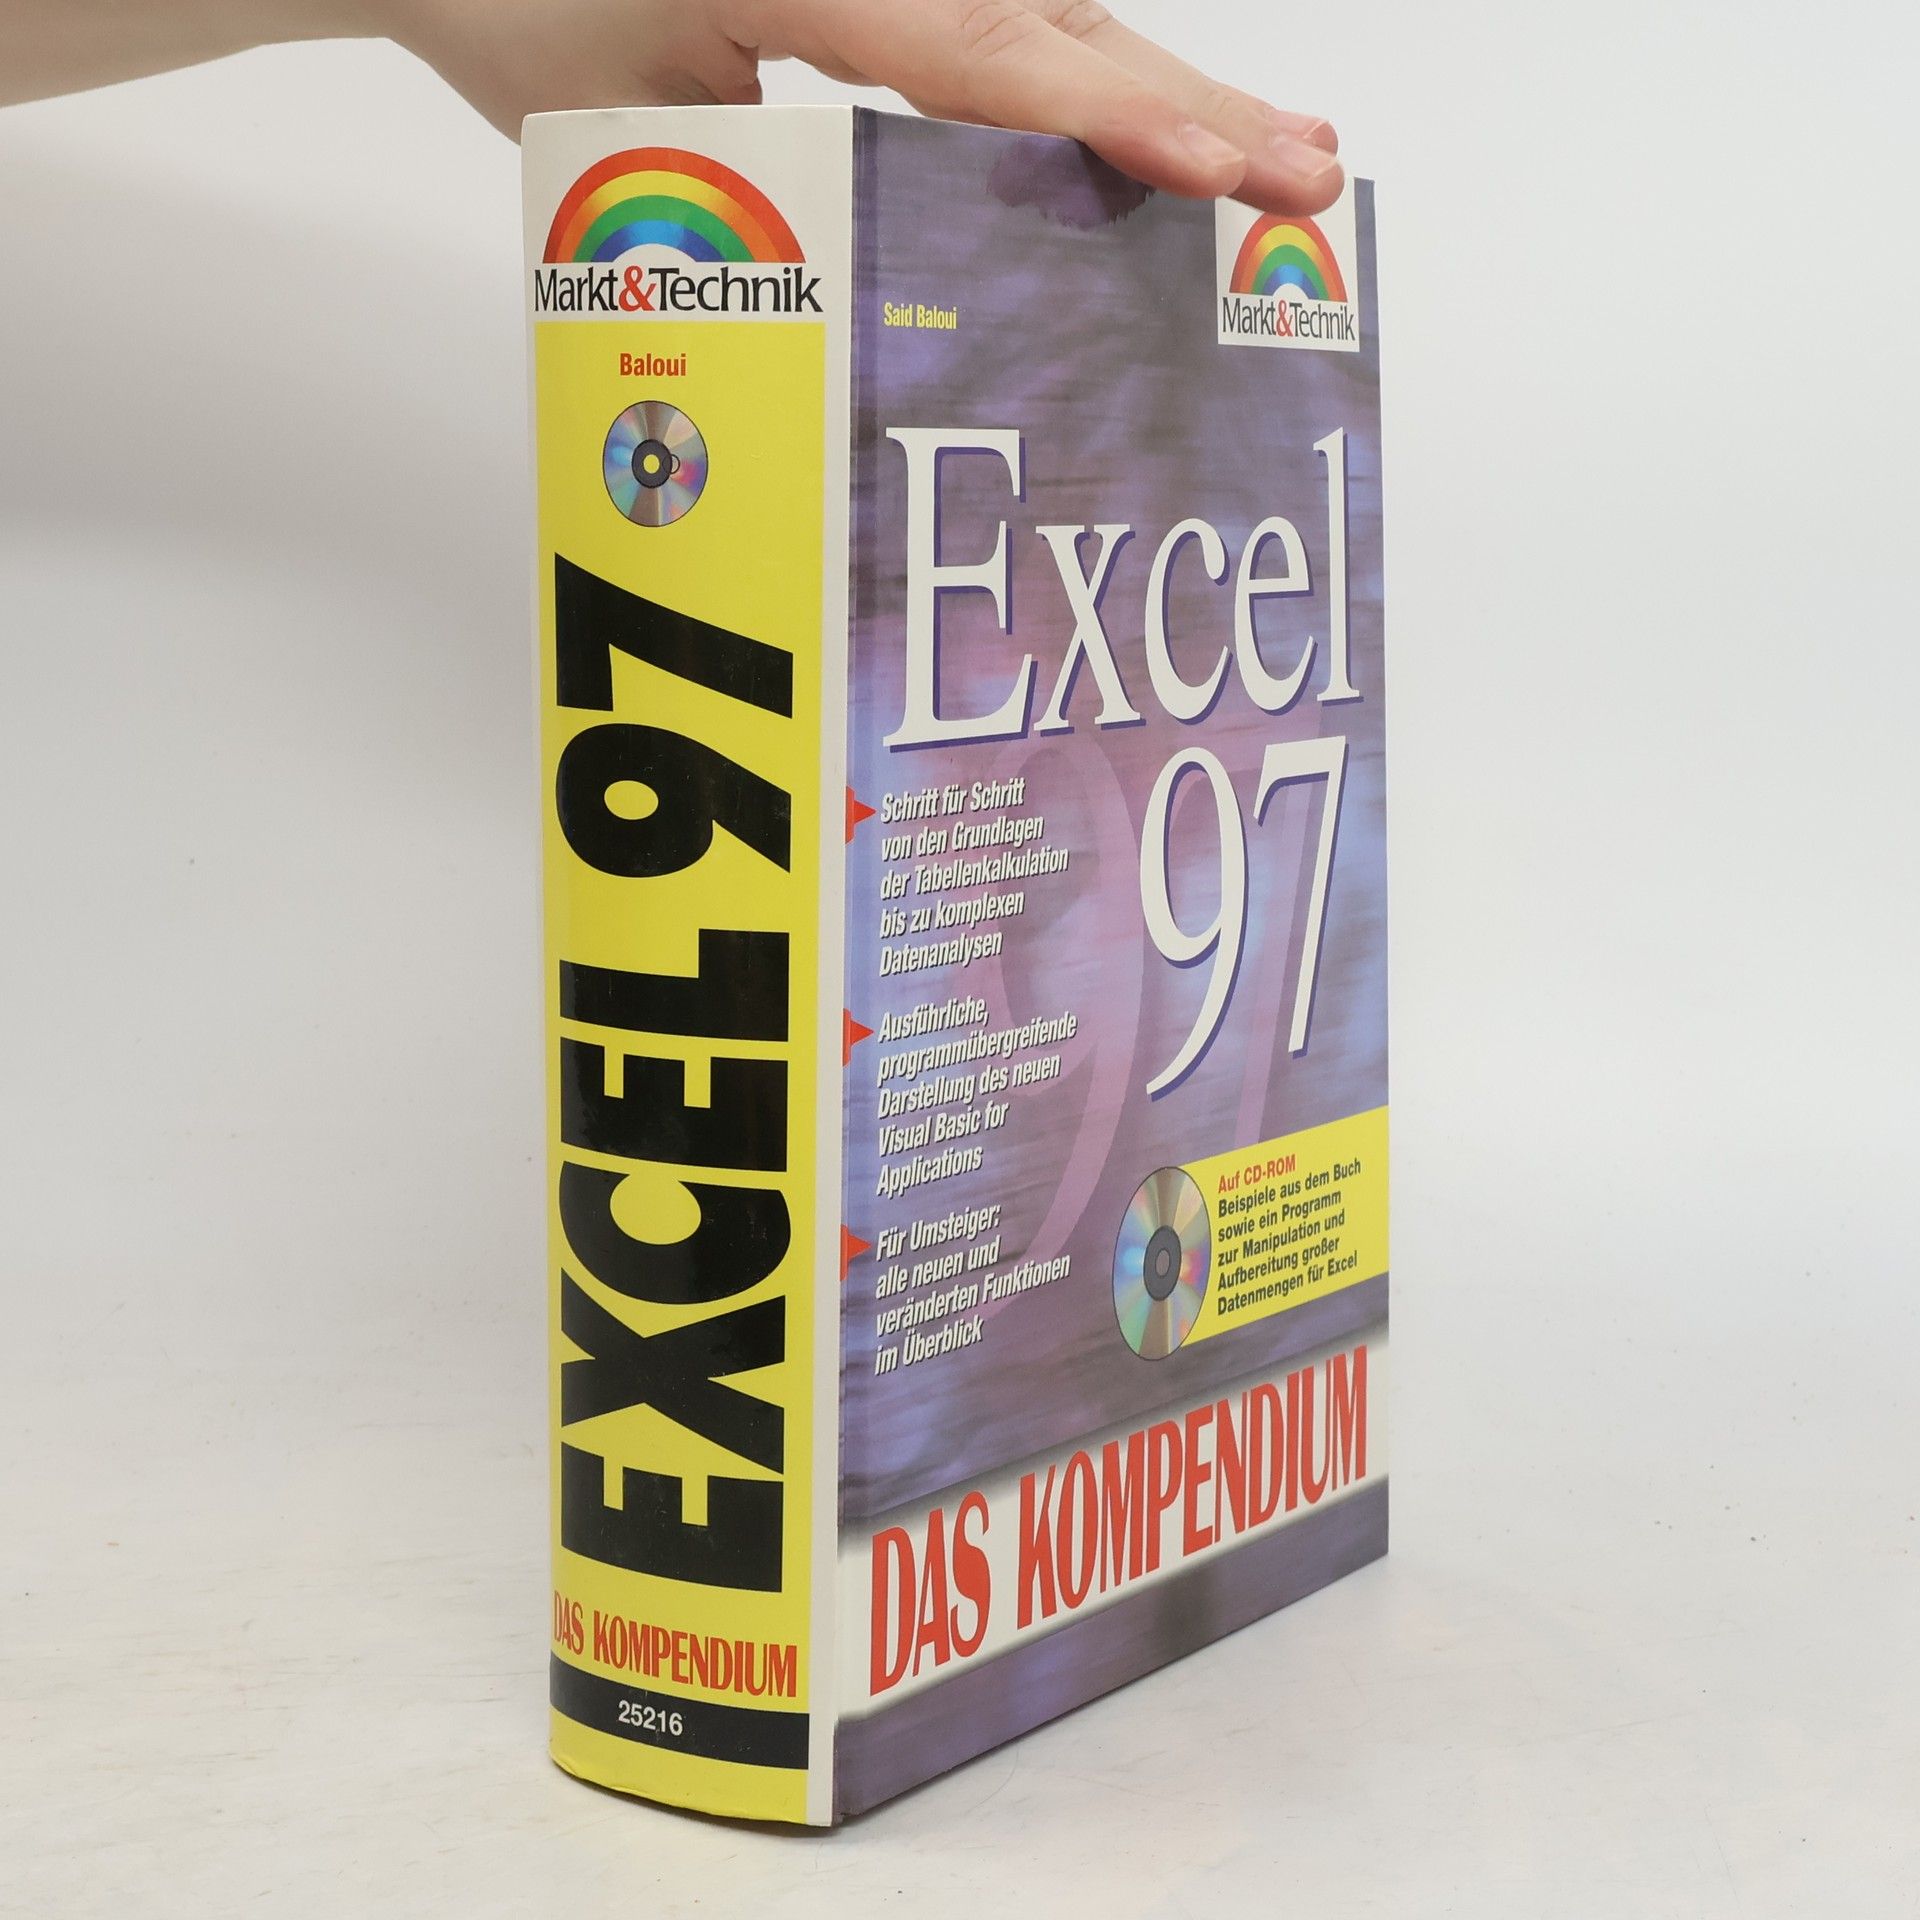 Markt&Technik
Baloui
EXCEL 97
DAS KOMPENDIUM
25216
Said Baloui
Markt&Technik
Excel
97
Schritt für Schritt
von den Grundlagen
der Tabellenkalkulation
bis zu komplexen
Datenanalysen
Ausführliche,
programmübergreifende
Darstellung des neuen
Visual Basic for
Applications
Für Umsteiger:
alle neuen und
veränderten Funktionen
im Überblick
Auf CD-ROM
Beispiele aus dem Buch
sowie ein Programm
zur Manipulation und
Aufbereitung großer
Datenmengen für Excel
DAS KOMPENDIUM